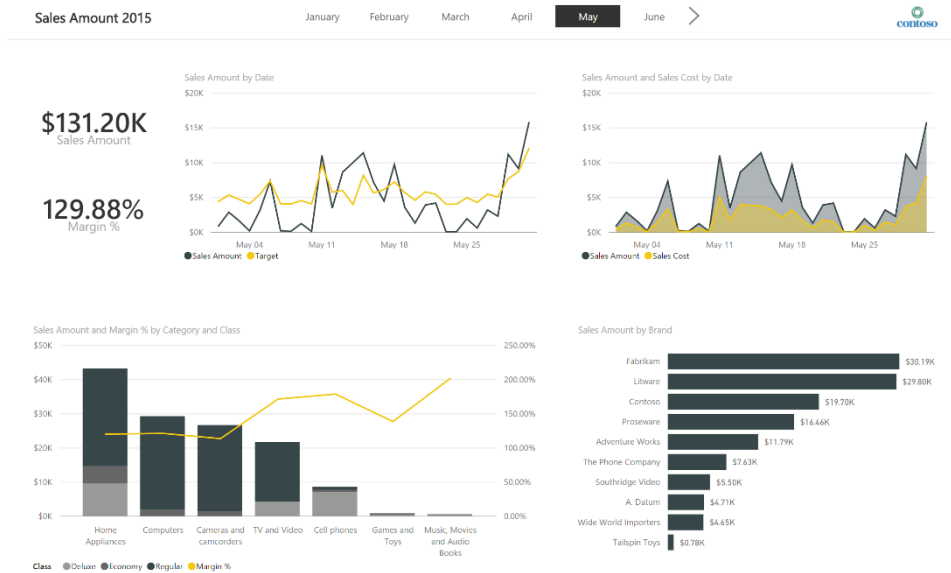 Sales Amount 2015
January February March April May June
contoso
$131.20K
Sales Amount
129.88%
Margin %
Sales Amount by Date
$20K
$15K
$10K
$5K
$0K
May 04 May 11 May 18 May 25
Sales Amount Target
Sales Amount and Sales Cost by Date
$20K
$15K
$10K
$5K
$0K
May 04 May 11 May 18 May 25
Sales Amount Sales Cost
Sales Amount and Margin % by Category and Class
$50K
$40K
$30K
$20K
$10K
$0K
250.00%
200.00%
150.00%
100.00%
50.00%
0.00%
Home Appliances
Computers
Cameras and camcorders
TV and Video
Cell phones
Games and Toys
Music, Movies and Audio Books
Class Deluxe Economy Regular Margin %
Sales Amount by Brand
Fabrikam $30.19K
Litware $29.80K
Contoso $19.70K
Proseware $16.46K
Adventure Works $11.79K
The Phone Company $7.63K
Southridge Video $5.50K
A. Datum $4.71K
Wide World Importers $4.65K
Tailspin Toys $0.78K